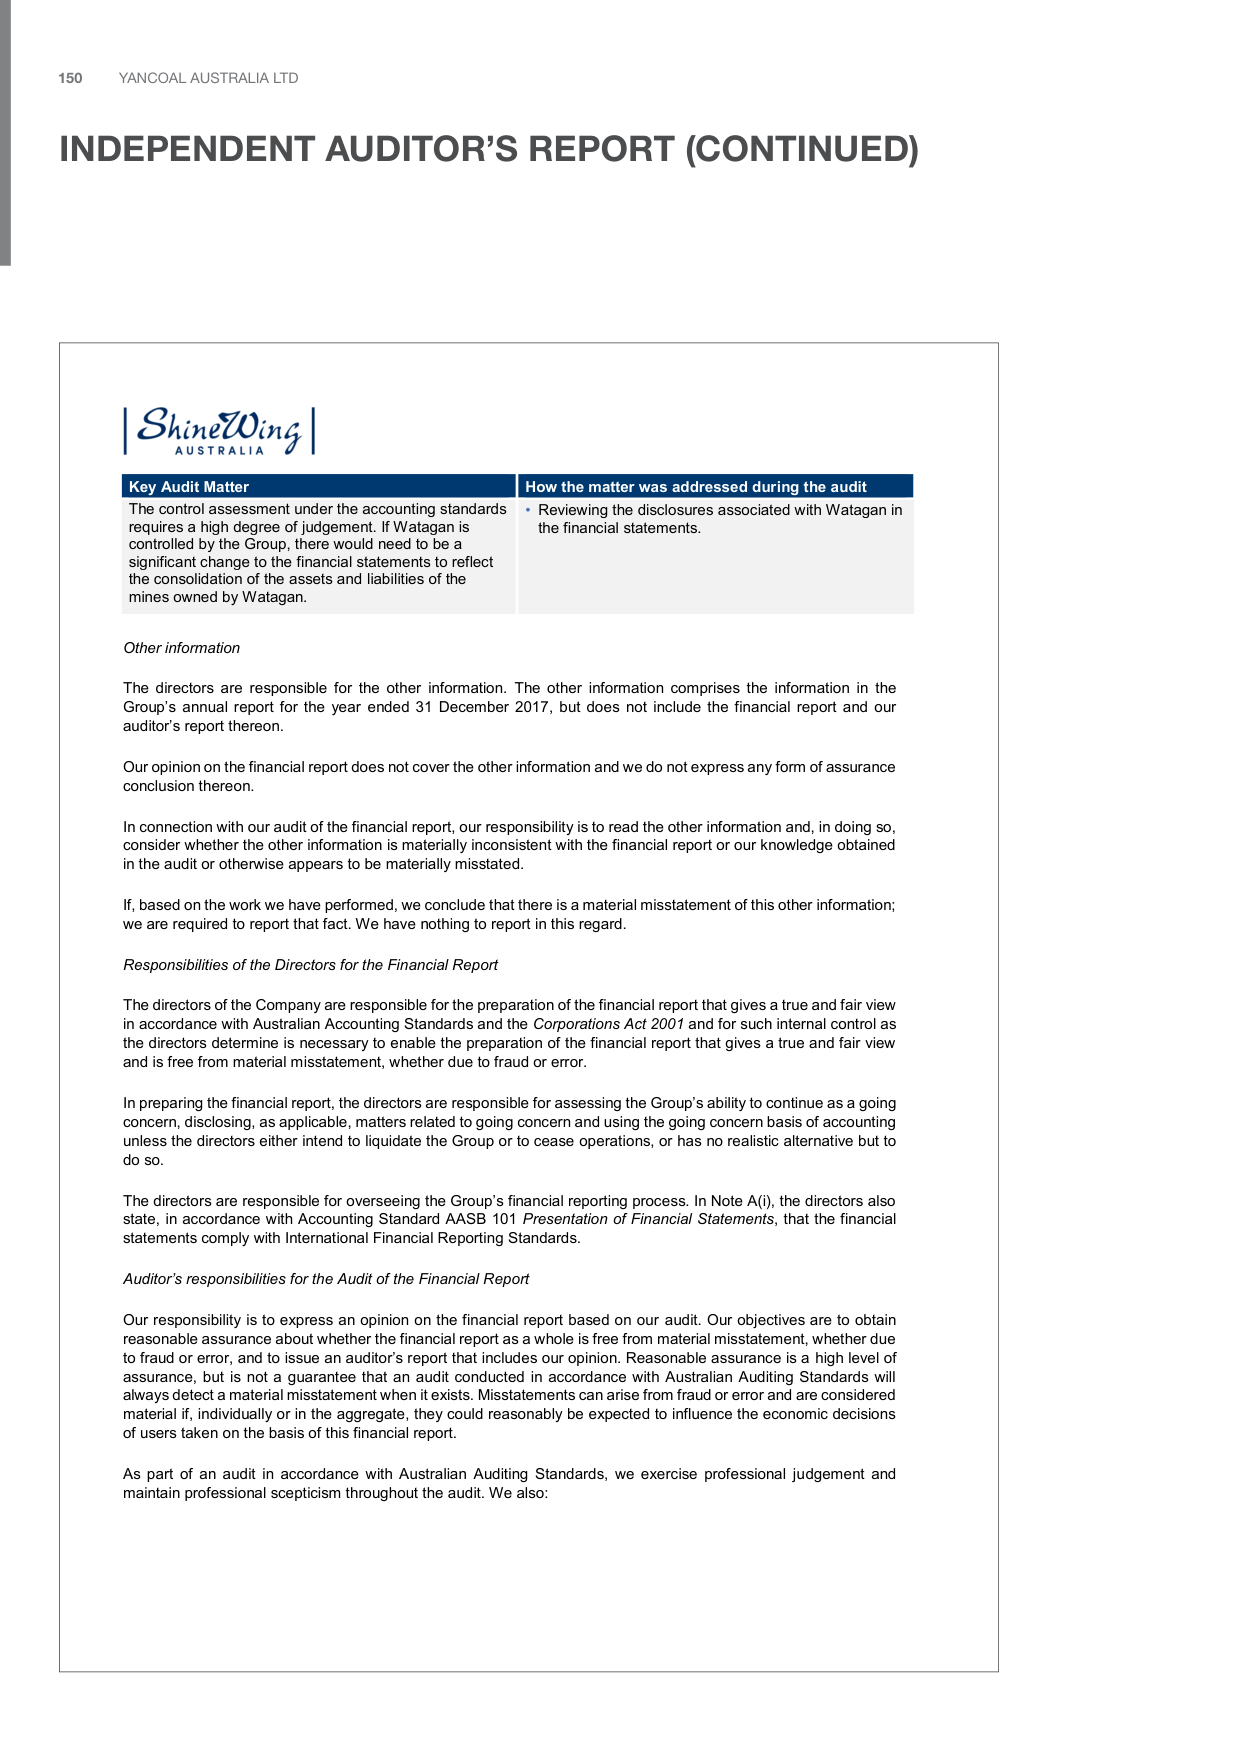 150 YANCOAL AUSTRALIA LTD
INDEPENDENT AUDITOR’S REPORT (CONTINUED)
ShineWing
AUSTRALIA
Key Audit Matter
How the matter was addressed during the audit
The control assessment under the accounting standards
requires a high degree of judgement. If Watagan is
controlled by the Group, there would need to be a
significant change to the financial statements to reflect
the consolidation of the assets and liabilities of the
mines owned by Watagan.
• Reviewing the disclosures associated with Watagan in
the financial statements.
Other information
The directors are responsible for the other information. The other information comprises the information in the
Group’s annual report for the year ended 31 December 2017, but does not include the financial report and our
auditor’s report thereon.
Our opinion on the financial report does not cover the other information and we do not express any form of assurance
conclusion thereon.
In connection with our audit of the financial report, our responsibility is to read the other information and, in doing so,
consider whether the other information is materially inconsistent with the financial report or our knowledge obtained
in the audit or otherwise appears to be materially misstated.
If, based on the work we have performed, we conclude that there is a material misstatement of this other information;
we are required to report that fact. We have nothing to report in this regard.
Responsibilities of the Directors for the Financial Report
The directors of the Company are responsible for the preparation of the financial report that gives a true and fair view
in accordance with Australian Accounting Standards and the Corporations Act 2001 and for such internal control as
the directors determine is necessary to enable the preparation of the financial report that gives a true and fair view
and is free from material misstatement, whether due to fraud or error.
In preparing the financial report, the directors are responsible for assessing the Group’s ability to continue as a going
concern, disclosing, as applicable, matters related to going concern and using the going concern basis of accounting
unless the directors either intend to liquidate the Group or to cease operations, or has no realistic alternative but to
do so.
The directors are responsible for overseeing the Group’s financial reporting process. In Note A(i), the directors also
state, in accordance with Accounting Standard AASB 101 Presentation of Financial Statements, that the financial
statements comply with International Financial Reporting Standards.
Auditor’s responsibilities for the Audit of the Financial Report
Our responsibility is to express an opinion on the financial report based on our audit. Our objectives are to obtain
reasonable assurance about whether the financial report as a whole is free from material misstatement, whether due
to fraud or error, and to issue an auditor’s report that includes our opinion. Reasonable assurance is a high level of
assurance, but is not a guarantee that an audit conducted in accordance with Australian Auditing Standards will
always detect a material misstatement when it exists. Misstatements can arise from fraud or error and are considered
material if, individually or in the aggregate, they could reasonably be expected to influence the economic decisions
of users taken on the basis of this financial report.
As part of an audit in accordance with Australian Auditing Standards, we exercise professional judgement and
maintain professional scepticism throughout the audit. We also: